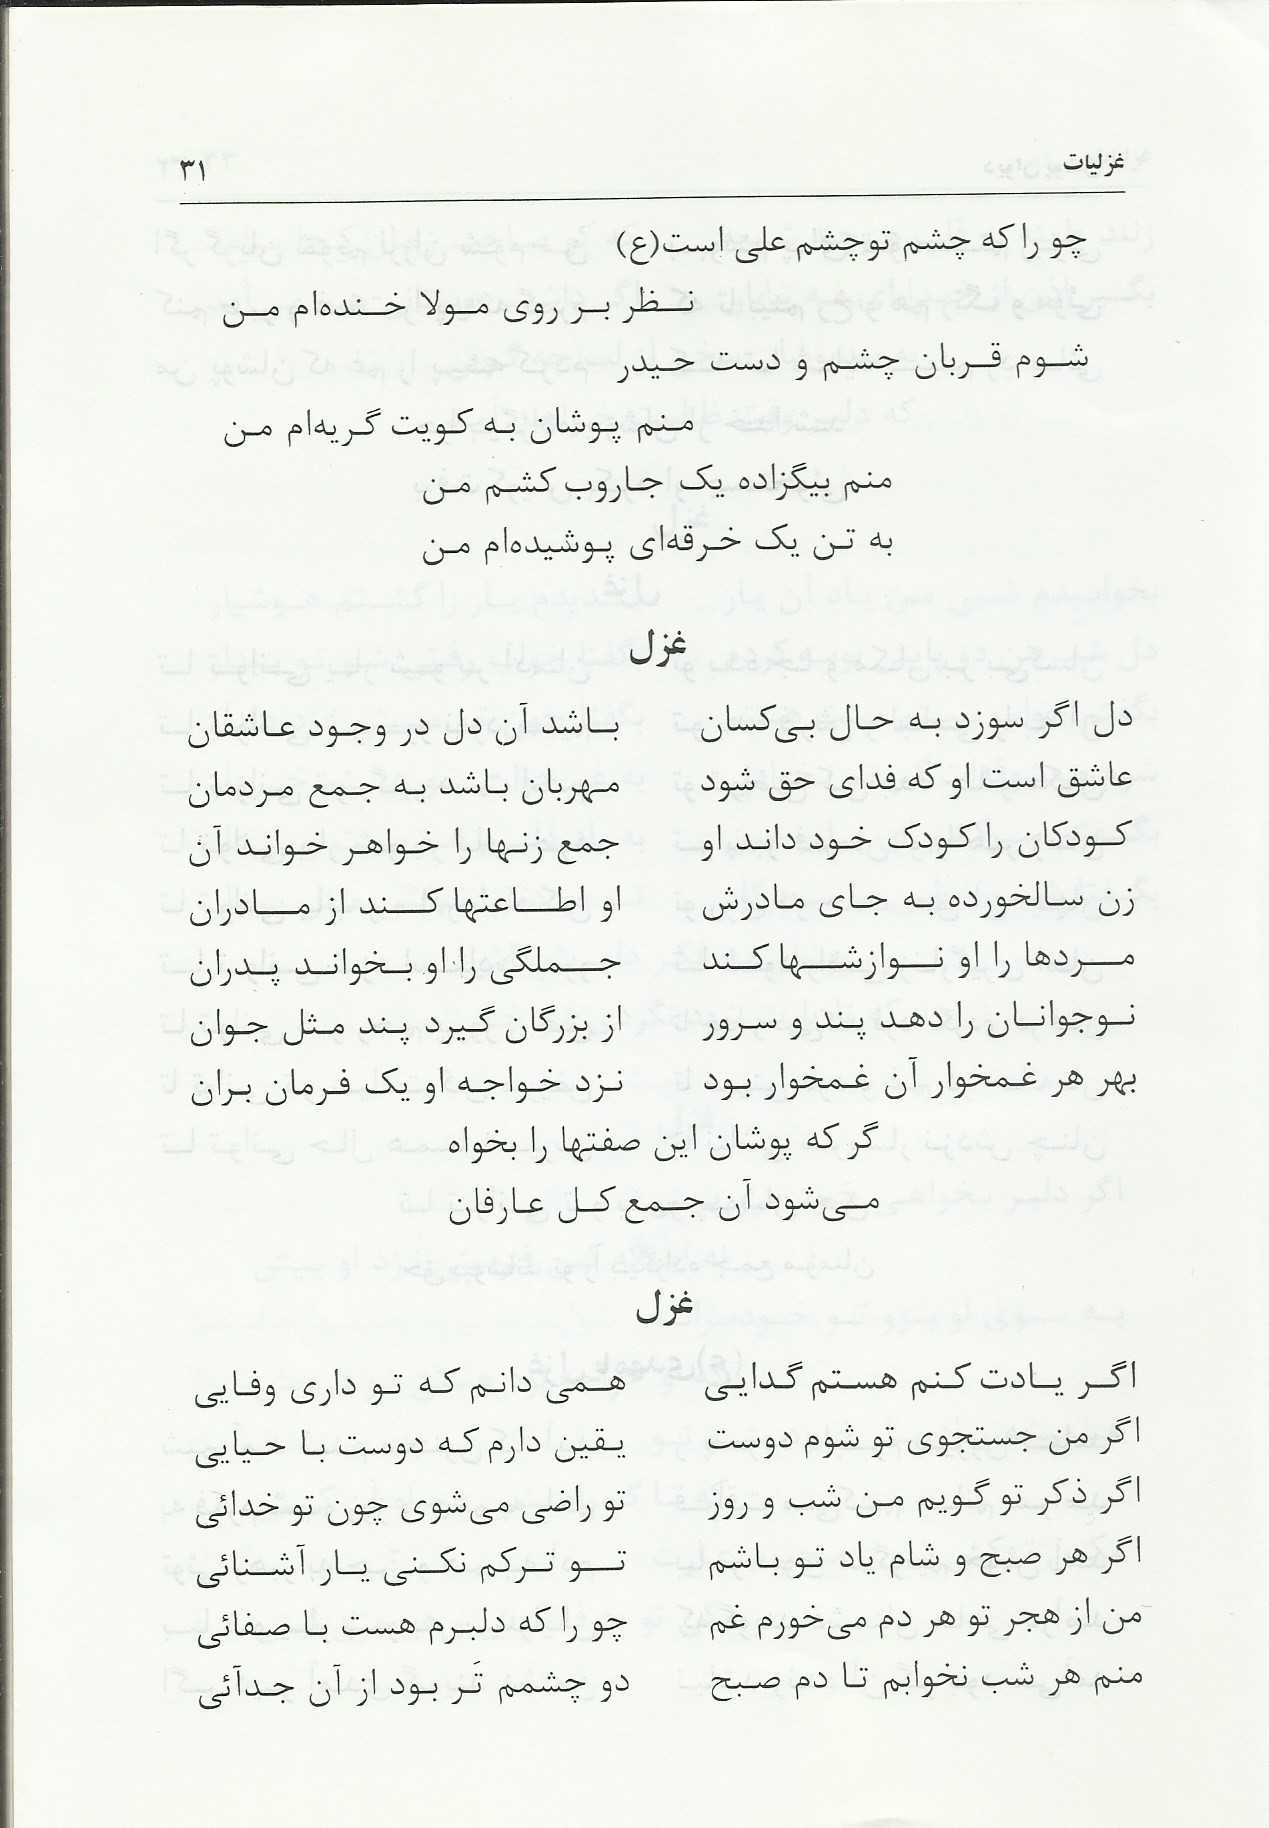 غزلیات ۳۱
چو را که چشم تو چشم علی است(ع)
نظر بر روی مولا خنده‌ام من
شوم قربان چشم و دست حیدر
منم پوشان به کویت گریه‌ام من
منم بیگزاده یک جاروب کشم من
به تن یک خرقه‌ای پوشیده‌ام من
غزل
دل اگر سوزد به حال بی‌کسان باشد آن دل در وجود عاشقان
عاشق است او که فدای حق شود مهربان باشد به جمع مردمان
کودکان را کودک خود داند او جمع زنها را خواهر خواند آن
زن سالخورده به جای مادرش او اطاعتها کند از مادران
مردها را او نوازشها کند جملگی را او بخواند پدران
نوجوانان را دهد پند و سرور از بزرگان گیرد پند مثل جوان
بهر هر غمخوار آن غمخوار بود نزد خواجه او یک فرمان بران
گر که پوشان این صفتها را بخواه
می‌شود آن جمع کل عارفان
غزل
اگر یادت کنم هستم گدایی همی دانم که تو داری وفایی
اگر من جستجوی تو شوم دوست یقین دارم که دوست با حیایی
اگر ذکر تو گویم من شب و روز تو راضی می‌شوی چون تو خدائی
اگر هر صبح و شام یاد تو باشم تو ترکم نکنی یار آشنائی
من از هجر تو هر دم می‌خورم غم چو را که دلبرم هست با صفائی
منم هر شب نخوابم تا دم صبح دو چشمم تَر بود از آن جدآئی